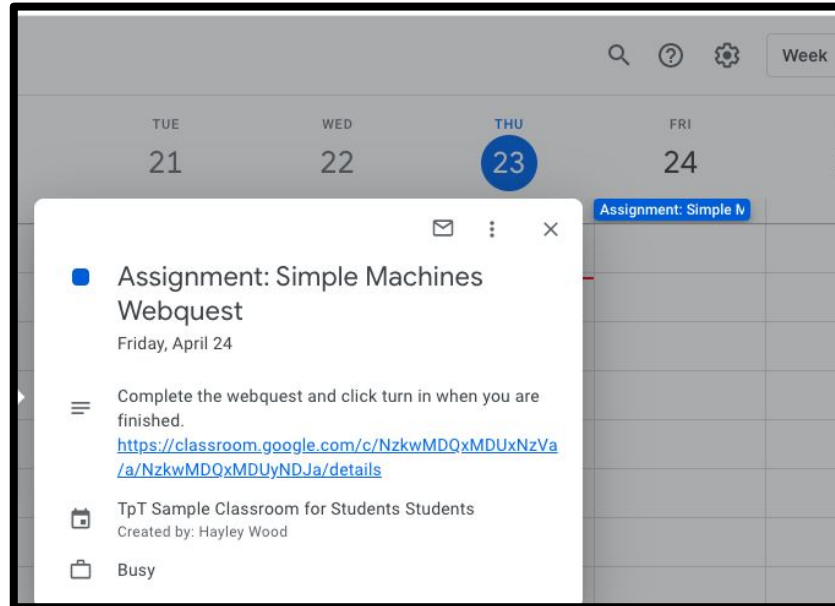 Week
TUE WED THU FRI
21 22 23 24
Assignment: Simple M
Assignment: Simple Machines
Webquest
Friday, April 24
Complete the webquest and click turn in when you are
finished.
https://classroom.google.com/c/NzkwMDQxMDUxNzVa
/a/NzkwMDQxMDUyNDJa/details
TpT Sample Classroom for Students Students
Created by: Hayley Wood
Busy